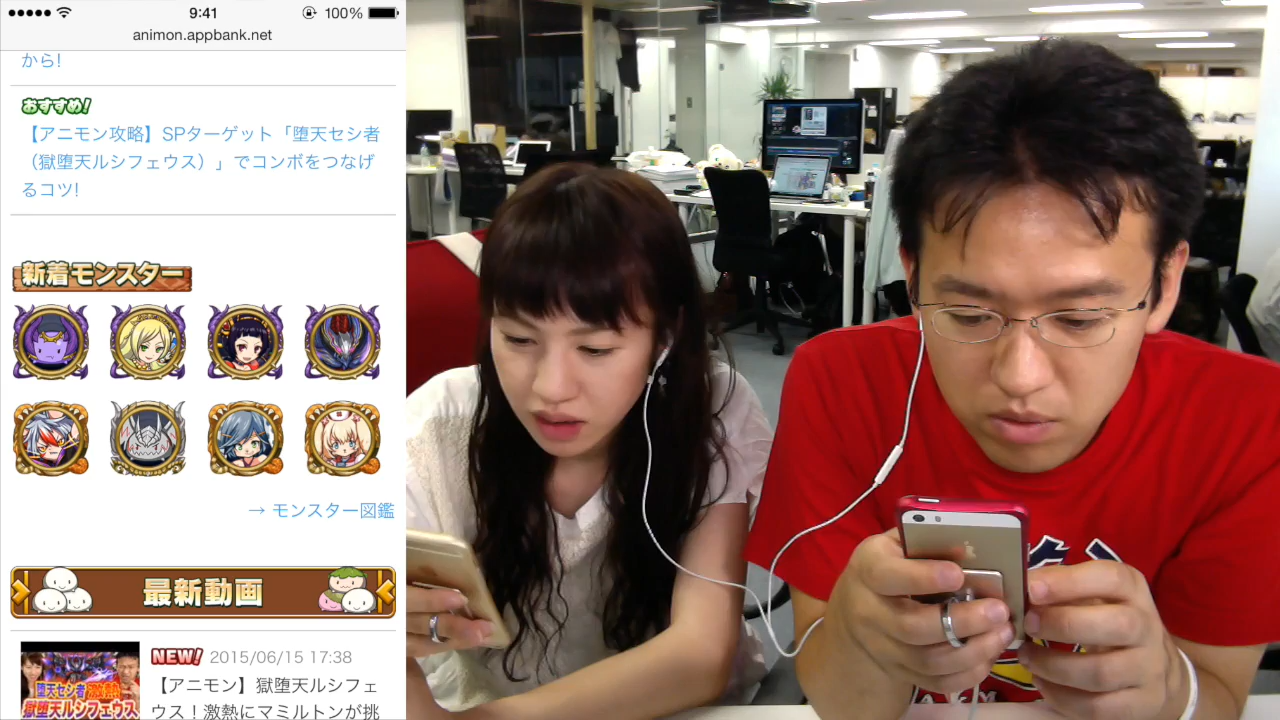 9:41
100%
animon.appbank.net
から!
おすすめ!
【アニモン攻略】SPターゲット「堕天セシ者
（獄堕天ルシフェウス）」でコンボをつなげ
るコツ!
新着モンスター
→ モンスター図鑑
最新動画
NEW! 2015/06/15 17:38
【アニモン】獄堕天ルシフェ
ウス！激熱にマミルトンが挑
堕天セシ者 激熱
獄堕天ルシフェウス